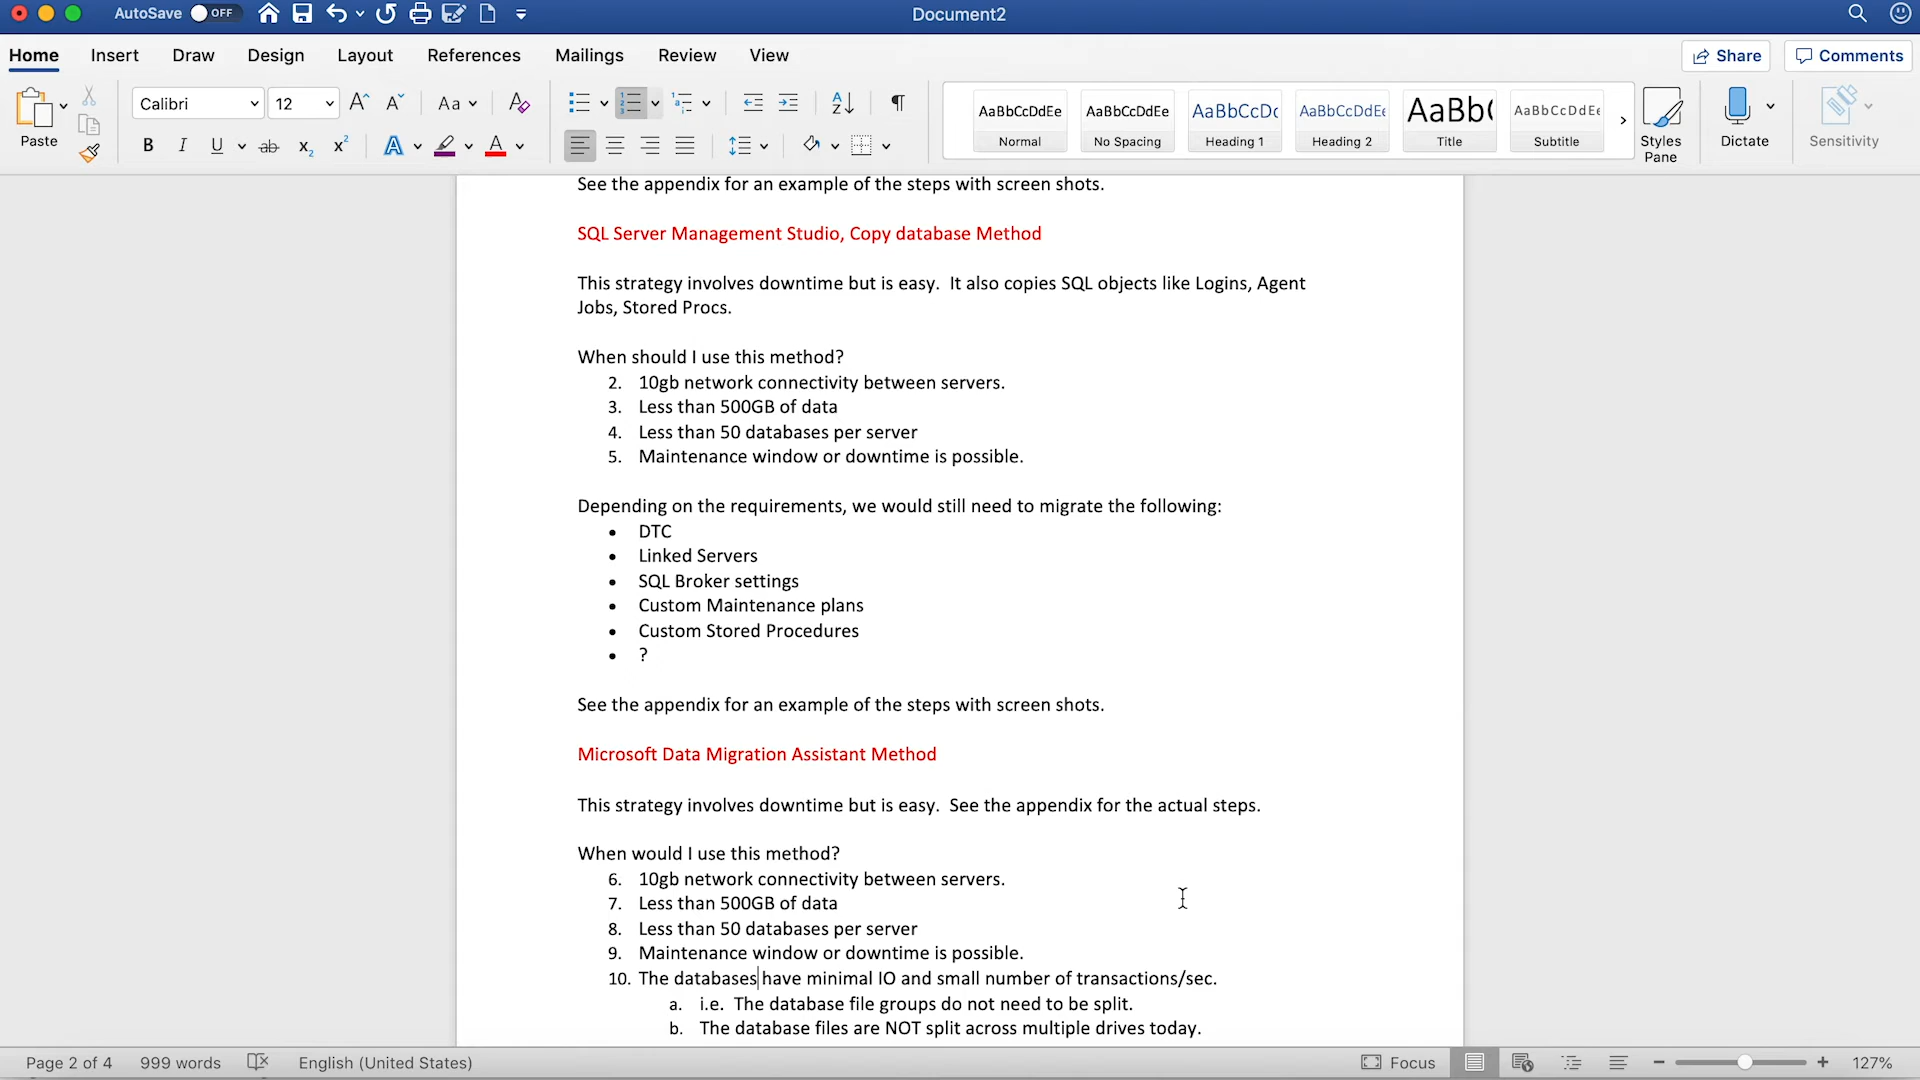 AutoSave OFF Document2
Home Insert Draw Design Layout References Mailings Review View Share Comments
Calibri 12 Aa
Paste
B I U ab x₂ x² A A
AaBbCcDdEe Normal
AaBbCcDdEe No Spacing
AaBbCcDc Heading 1
AaBbCcDdEe Heading 2
AaBb( Title
AaBbCcDdEe Subtitle
Styles Pane
Dictate
Sensitivity
See the appendix for an example of the steps with screen shots.
SQL Server Management Studio, Copy database Method
This strategy involves downtime but is easy. It also copies SQL objects like Logins, Agent
Jobs, Stored Procs.
When should I use this method?
2. 10gb network connectivity between servers.
3. Less than 500GB of data
4. Less than 50 databases per server
5. Maintenance window or downtime is possible.
Depending on the requirements, we would still need to migrate the following:
• DTC
• Linked Servers
• SQL Broker settings
• Custom Maintenance plans
• Custom Stored Procedures
• ?
See the appendix for an example of the steps with screen shots.
Microsoft Data Migration Assistant Method
This strategy involves downtime but is easy. See the appendix for the actual steps.
When would I use this method?
6. 10gb network connectivity between servers.
7. Less than 500GB of data
8. Less than 50 databases per server
9. Maintenance window or downtime is possible.
10. The databases have minimal IO and small number of transactions/sec.
a. i.e. The database file groups do not need to be split.
b. The database files are NOT split across multiple drives today.
Page 2 of 4 999 words English (United States) Focus 127%